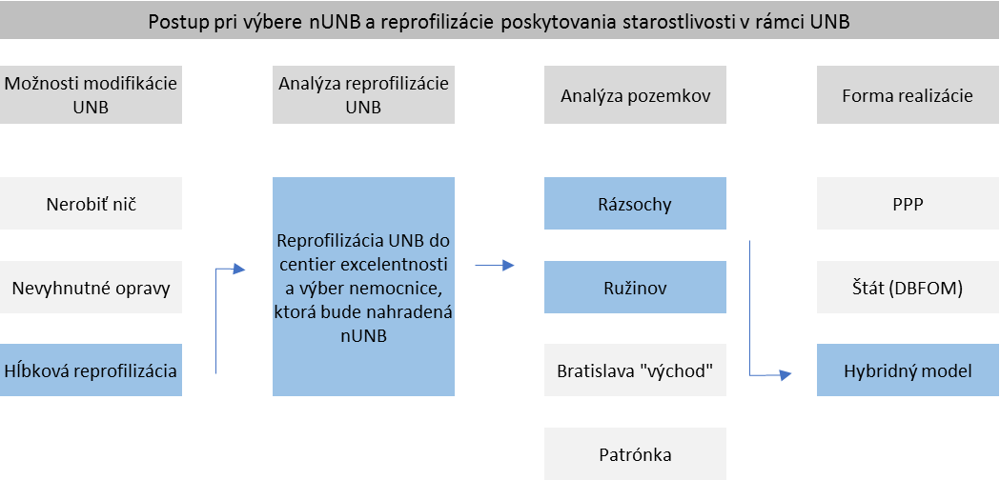 Postup pri výbere nUNB a reprofilizácie poskytovania starostlivosti v rámci UNB
Možnosti modifikácie
UNB
Nerobiť nič
Nevyhnutné opravy
Hĺbková reprofilizácia
Analýza reprofilizácie
UNB
Reprofilizácia UNB do
centier excelentnosti
a výber nemocnice,
ktorá bude nahradená
nUNB
Analýza pozemkov
Rázsochy
Ružinov
Bratislava "východ"
Patrónka
Forma realizácie
PPP
Štát (DBFOM)
Hybridný model